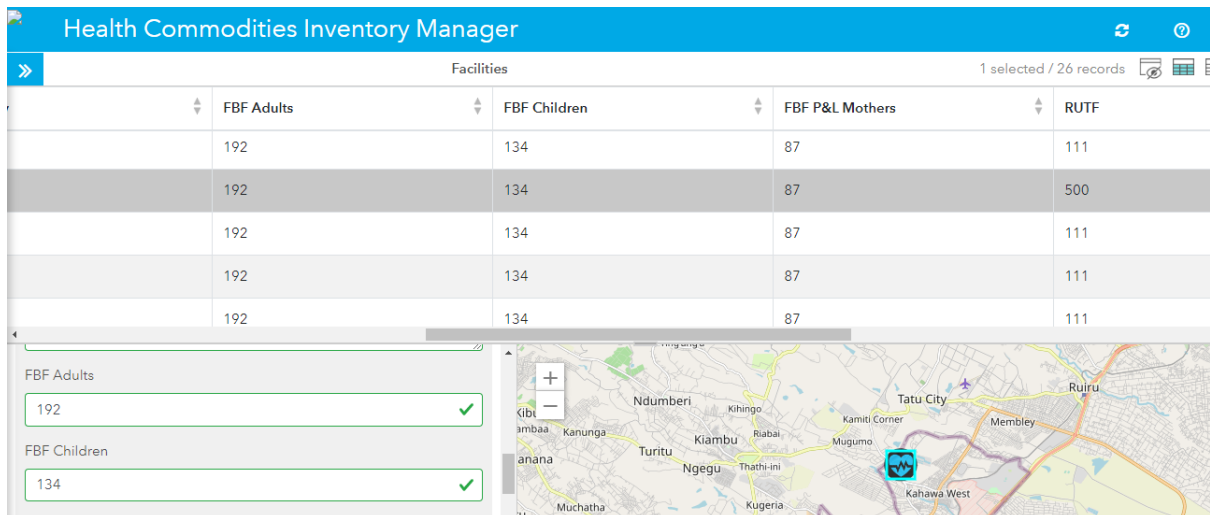 Health Commodities Inventory Manager
Facilities
1 selected / 26 records
FBF Adults FBF Children FBF P&L Mothers RUTF
192 134 87 111
192 134 87 500
192 134 87 111
192 134 87 111
192 134 87 111
FBF Adults
192
FBF Children
134
+
−
Ndumberi
Kihingo
Tatu City
Ruiru
Kamiti Corner
Membley
Kanunga
Kiambu
Riabai
Mugumo
Turitu
anana
Ngegu
Thathi-ini
Kahawa West
Muchatha
Kugeria